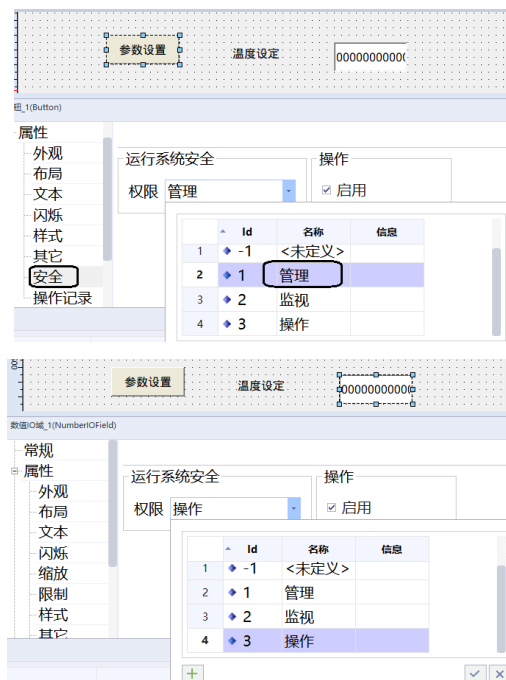 参数设置
温度设定
00000000000
钮_1(Button)
属性
外观
布局
文本
闪烁
样式
其它
安全
操作记录
运行系统安全
操作
权限 管理
启用
Id 名称 信息
1 -1 <未定义>
2 1 管理
3 2 监视
4 3 操作
参数设置
温度设定
00000000000
数值IO域_1(NumberIOField)
常规
属性
外观
布局
文本
闪烁
缩放
限制
样式
其它
运行系统安全
操作
权限 操作
启用
Id 名称 信息
1 -1 <未定义>
2 1 管理
3 2 监视
4 3 操作